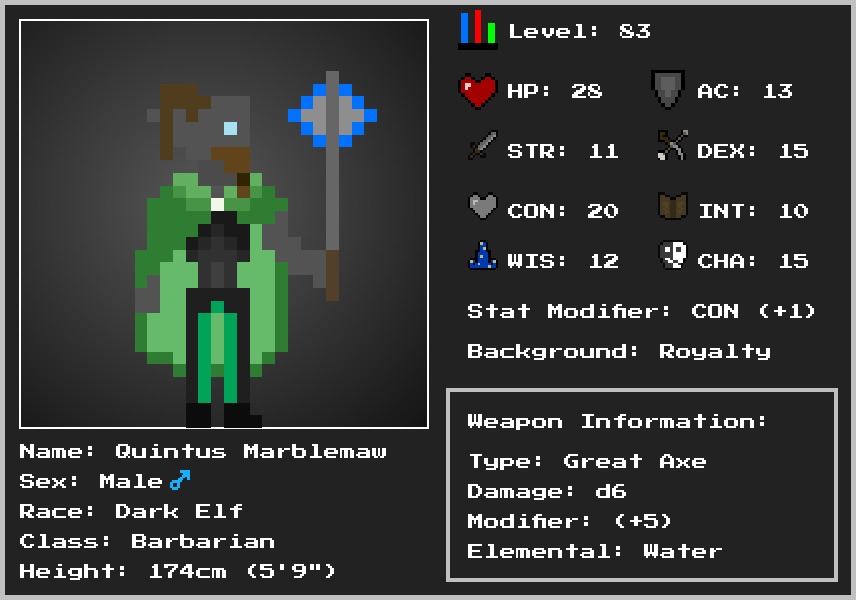 Level: 83
HP: 28 AC: 13
STR: 11 DEX: 15
CON: 20 INT: 10
WIS: 12 CHA: 15
Stat Modifier: CON (+1)
Background: Royalty
Name: Quintus Marblemaw
Sex: Male ♂
Race: Dark Elf
Class: Barbarian
Height: 174cm (5'9")
Weapon Information:
Type: Great Axe
Damage: d6
Modifier: (+5)
Elemental: Water